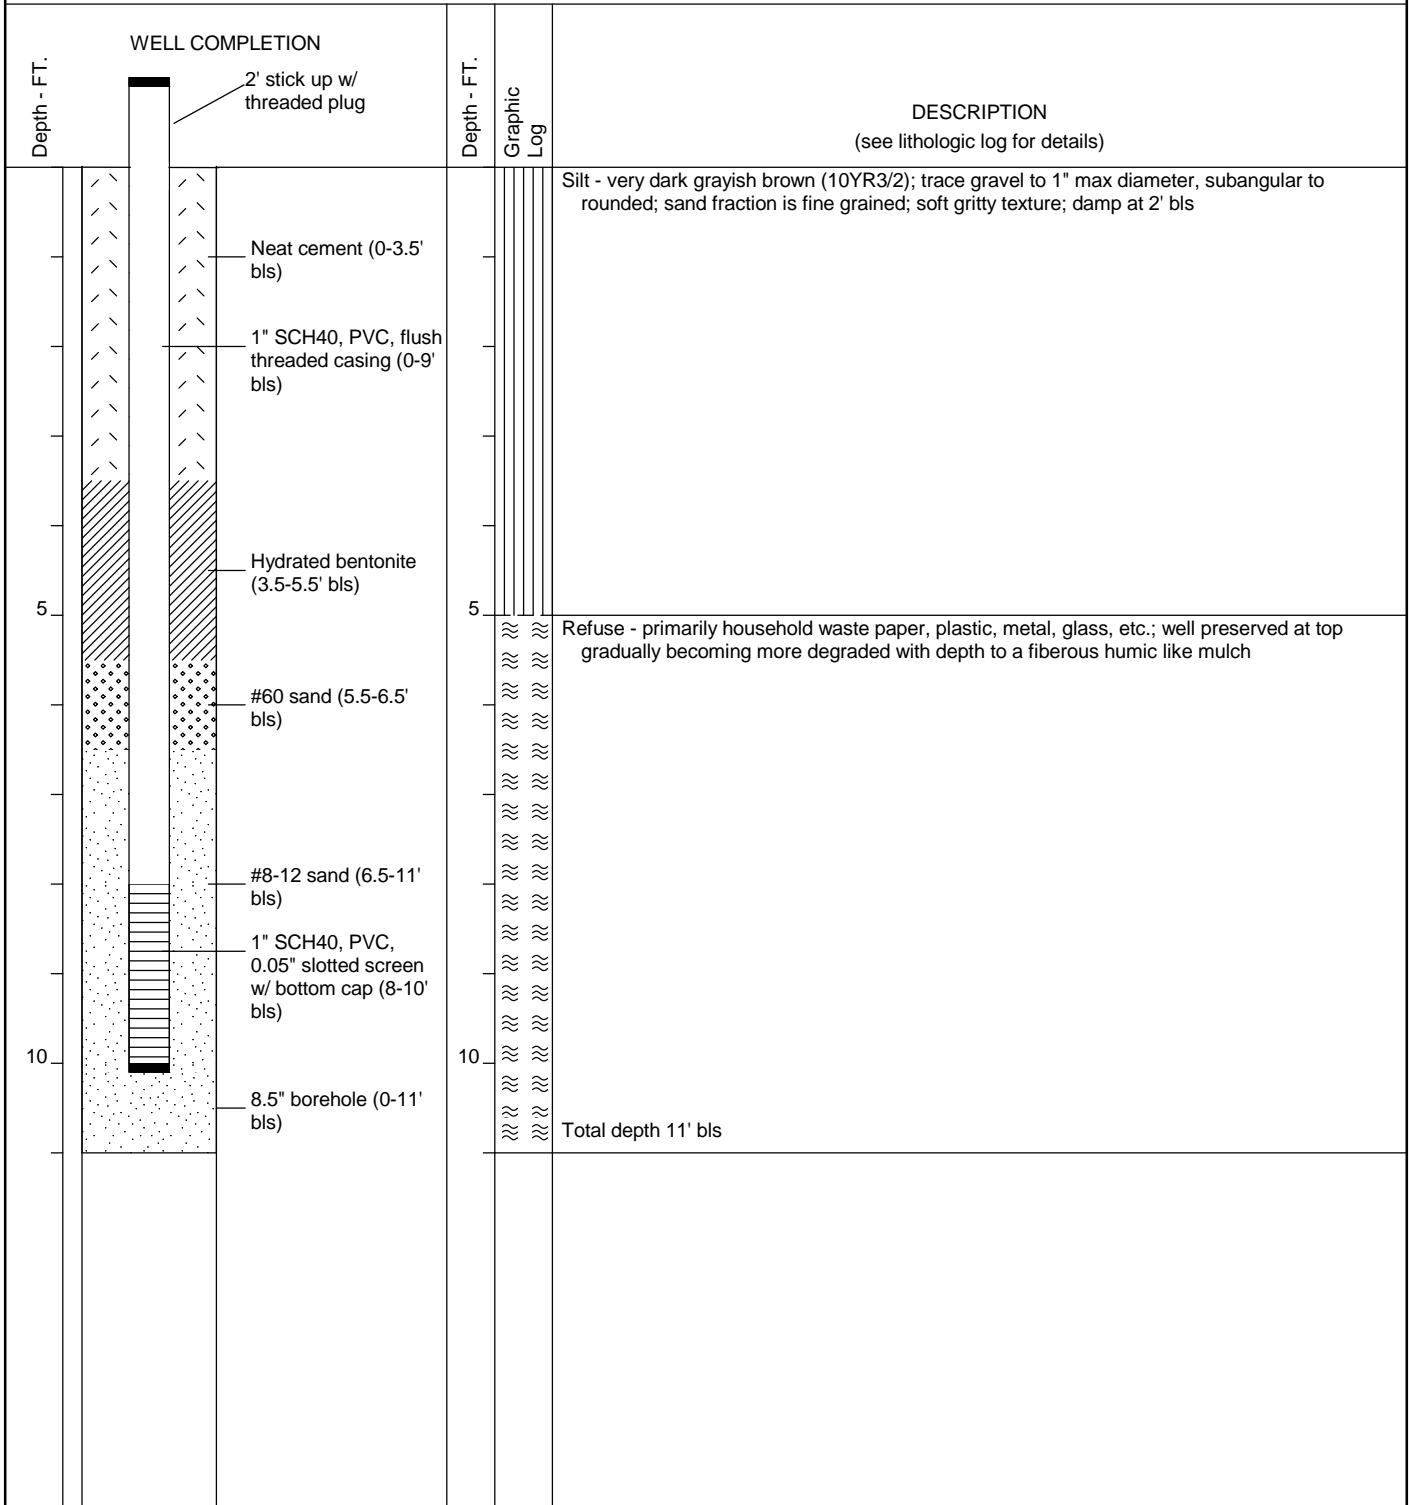 WELL COMPLETION
Depth - FT.
2' stick up w/
threaded plug
Neat cement (0-3.5'
bls)
1" SCH40, PVC, flush
threaded casing (0-9'
bls)
Hydrated bentonite
(3.5-5.5' bls)
5
#60 sand (5.5-6.5'
bls)
#8-12 sand (6.5-11'
bls)
1" SCH40, PVC,
0.05" slotted screen
w/ bottom cap (8-10'
bls)
10
8.5" borehole (0-11'
bls)
Depth - FT.
5
10
Graphic
Log
DESCRIPTION
(see lithologic log for details)
Silt - very dark grayish brown (10YR3/2); trace gravel to 1" max diameter, subangular to
rounded; sand fraction is fine grained; soft gritty texture; damp at 2' bls
Refuse - primarily household waste paper, plastic, metal, glass, etc.; well preserved at top
gradually becoming more degraded with depth to a fiberous humic like mulch
Total depth 11' bls